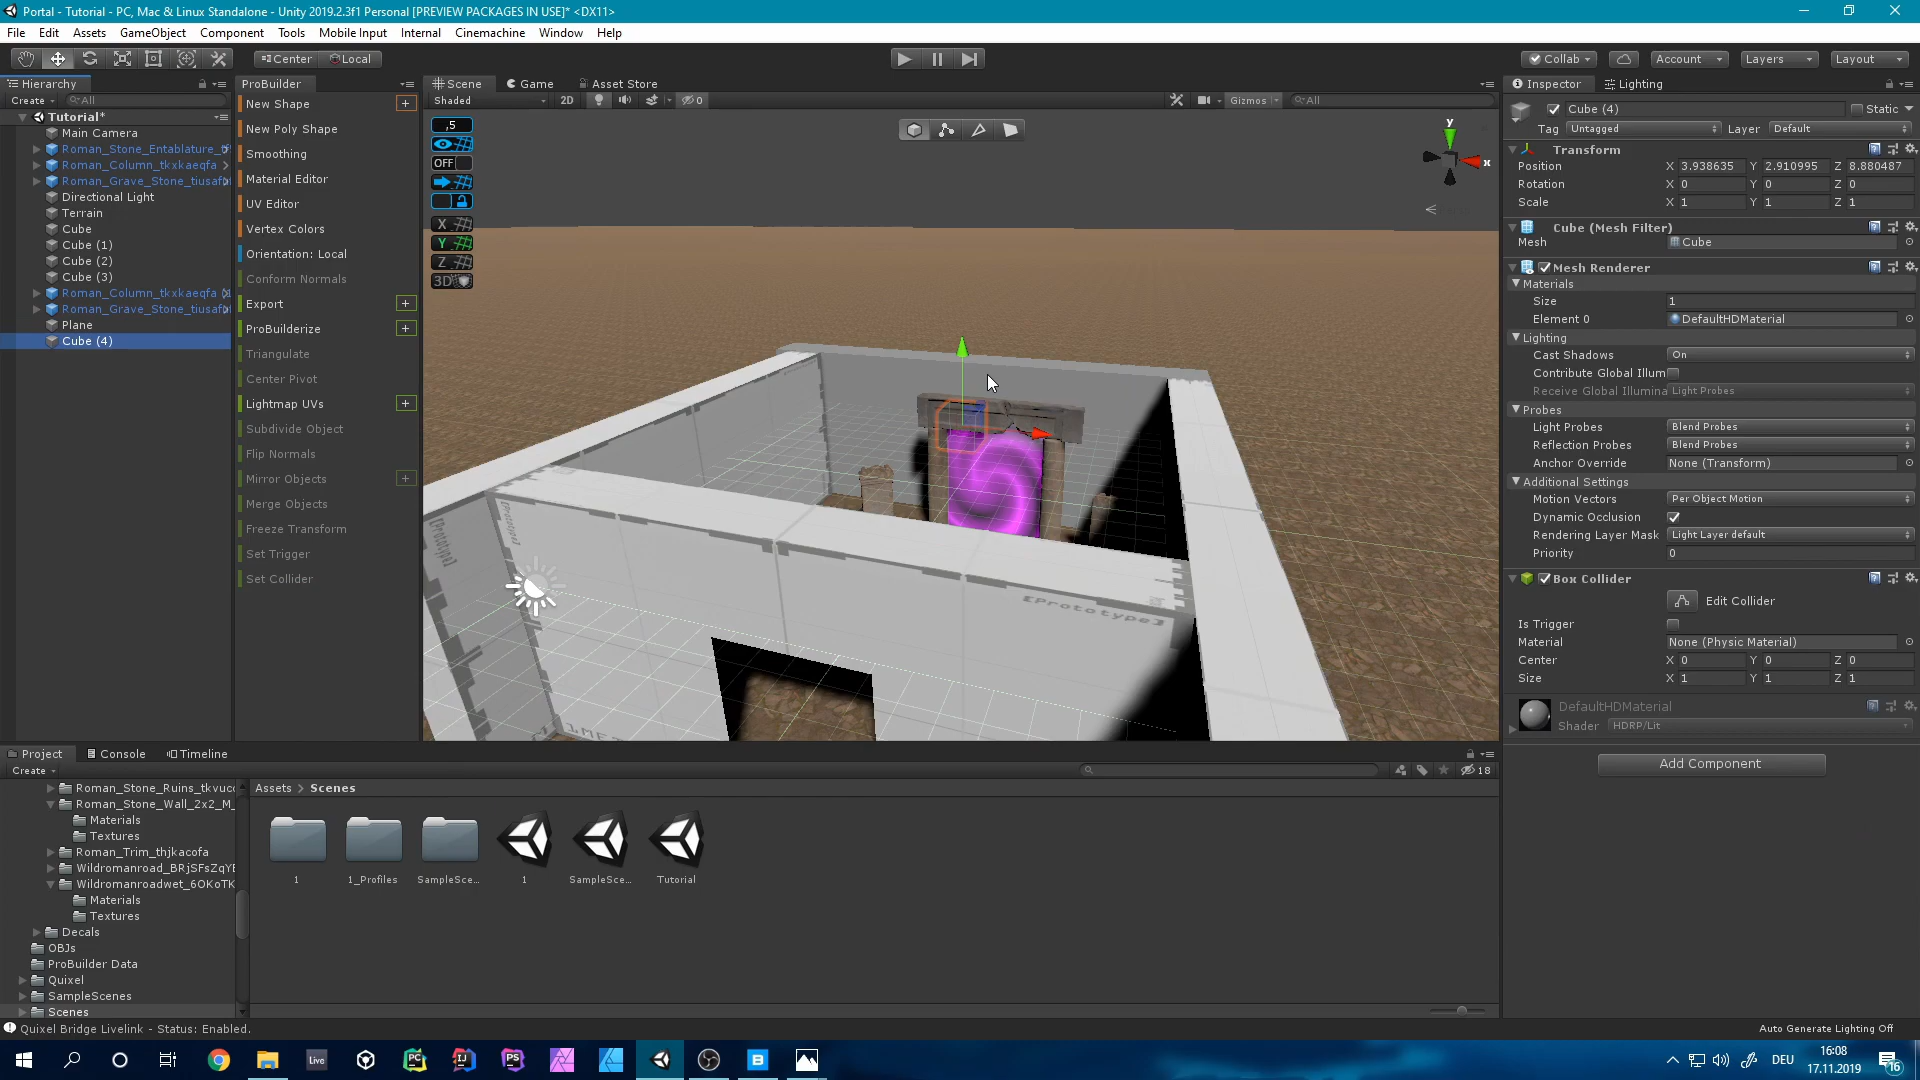 Portal - Tutorial - PC, Mac & Linux Standalone - Unity 2019.2.3f1 Personal [PREVIEW PACKAGES IN USE]* <DX11>
File Edit Assets GameObject Component Tools Mobile Input Internal Cinemachine Window Help
Center Local Collab Account Layers Layout
Hierarchy ProBuilder Scene Game Asset Store Inspector Lighting
Create All
Shaded 2D 0 Gizmos All
Tutorial*
Main Camera
Roman_Stone_Entablature_tf
Roman_Column_tkxkaeqfa
Roman_Grave_Stone_tiusafu
Directional Light
Terrain
Cube
Cube (1)
Cube (2)
Cube (3)
Roman_Column_tkxkaeqfa
Roman_Grave_Stone_tiusaf
Plane
Cube (4)
New Shape
New Poly Shape
Smoothing
Material Editor
UV Editor
Vertex Colors
Orientation: Local
Conform Normals
Export
ProBuilderize
Triangulate
Center Pivot
Lightmap UVs
Subdivide Object
Flip Normals
Mirror Objects
Merge Objects
Freeze Transform
Set Trigger
Set Collider
,5
OFF
X
Y
Z
3D
y
x
[Prototype]
[Prototype]
Cube (4) Static
Tag Untagged Layer Default
Transform
Position X 3.938635 Y 2.910995 Z 8.880487
Rotation X 0 Y 0 Z 0
Scale X 1 Y 1 Z 1
Cube (Mesh Filter)
Mesh Cube
Mesh Renderer
Materials
Size 1
Element 0 DefaultHDMaterial
Lighting
Cast Shadows On
Contribute Global Illum
Receive Global Illumina Light Probes
Probes
Light Probes Blend Probes
Reflection Probes Blend Probes
Anchor Override None (Transform)
Additional Settings
Motion Vectors Per Object Motion
Dynamic Occlusion
Rendering Layer Mask Light Layer default
Priority 0
Box Collider
Edit Collider
Is Trigger
Material None (Physic Material)
Center X 0 Y 0 Z 0
Size X 1 Y 1 Z 1
DefaultHDMaterial
Shader HDRP/Lit
Add Component
Project Console Timeline
Create 18
Roman_Stone_Ruins_tkvuco
Roman_Stone_Wall_2x2_M_
Materials
Textures
Roman_Trim_thjkacofa
Wildromanroad_BRjSFsZqYE
Wildromanroadwet_6OKoTK
Materials
Textures
Decals
OBJs
ProBuilder Data
Quixel
SampleScenes
Scenes
Assets > Scenes
1 1_Profiles SampleSce... 1 SampleSce... Tutorial
Quixel Bridge Livelink - Status: Enabled.
Auto Generate Lighting Off
Live PC IJ PS
DEU 16:08
17.11.2019 16